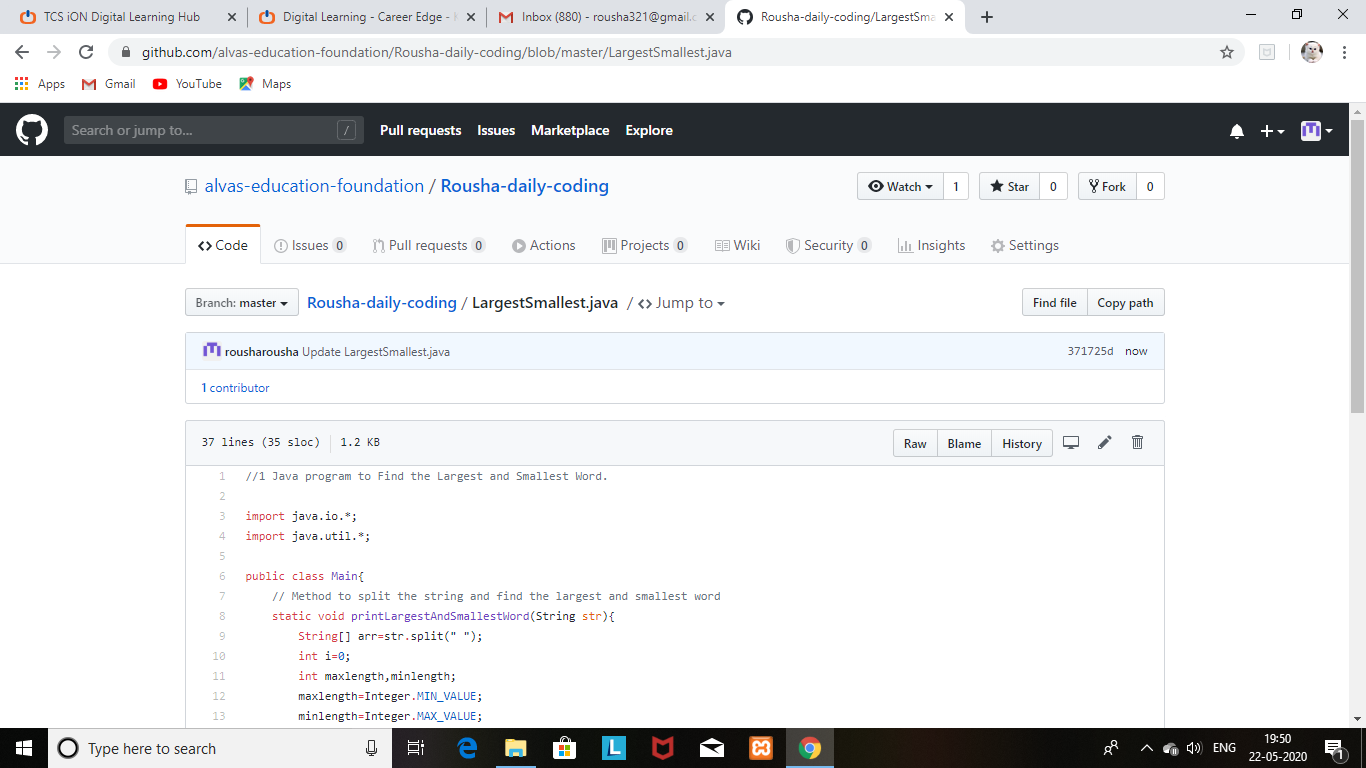 TCS iON Digital Learning Hub
Digital Learning - Career Edge -
Inbox (880) - rousha321@gmail.c
Rousha-daily-coding/LargestSma
github.com/alvas-education-foundation/Rousha-daily-coding/blob/master/LargestSmallest.java
Apps Gmail YouTube Maps
Search or jump to... / Pull requests Issues Marketplace Explore
alvas-education-foundation / Rousha-daily-coding
Watch 1 Star 0 Fork 0
Code Issues 0 Pull requests 0 Actions Projects 0 Wiki Security 0 Insights Settings
Branch: master Rousha-daily-coding / LargestSmallest.java / <> Jump to Find file Copy path
rousharousha Update LargestSmallest.java 371725d now
1 contributor
37 lines (35 sloc) 1.2 KB Raw Blame History
1 //1 Java program to Find the Largest and Smallest Word.
2
3 import java.io.*;
4 import java.util.*;
5
6 public class Main{
7 // Method to split the string and find the largest and smallest word
8 static void printLargestAndSmallestWord(String str){
9 String[] arr=str.split(" ");
10 int i=0;
11 int maxlength,minlength;
12 maxlength=Integer.MIN_VALUE;
13 minlength=Integer.MAX_VALUE;
Type here to search
ENG
19:50
22-05-2020
1